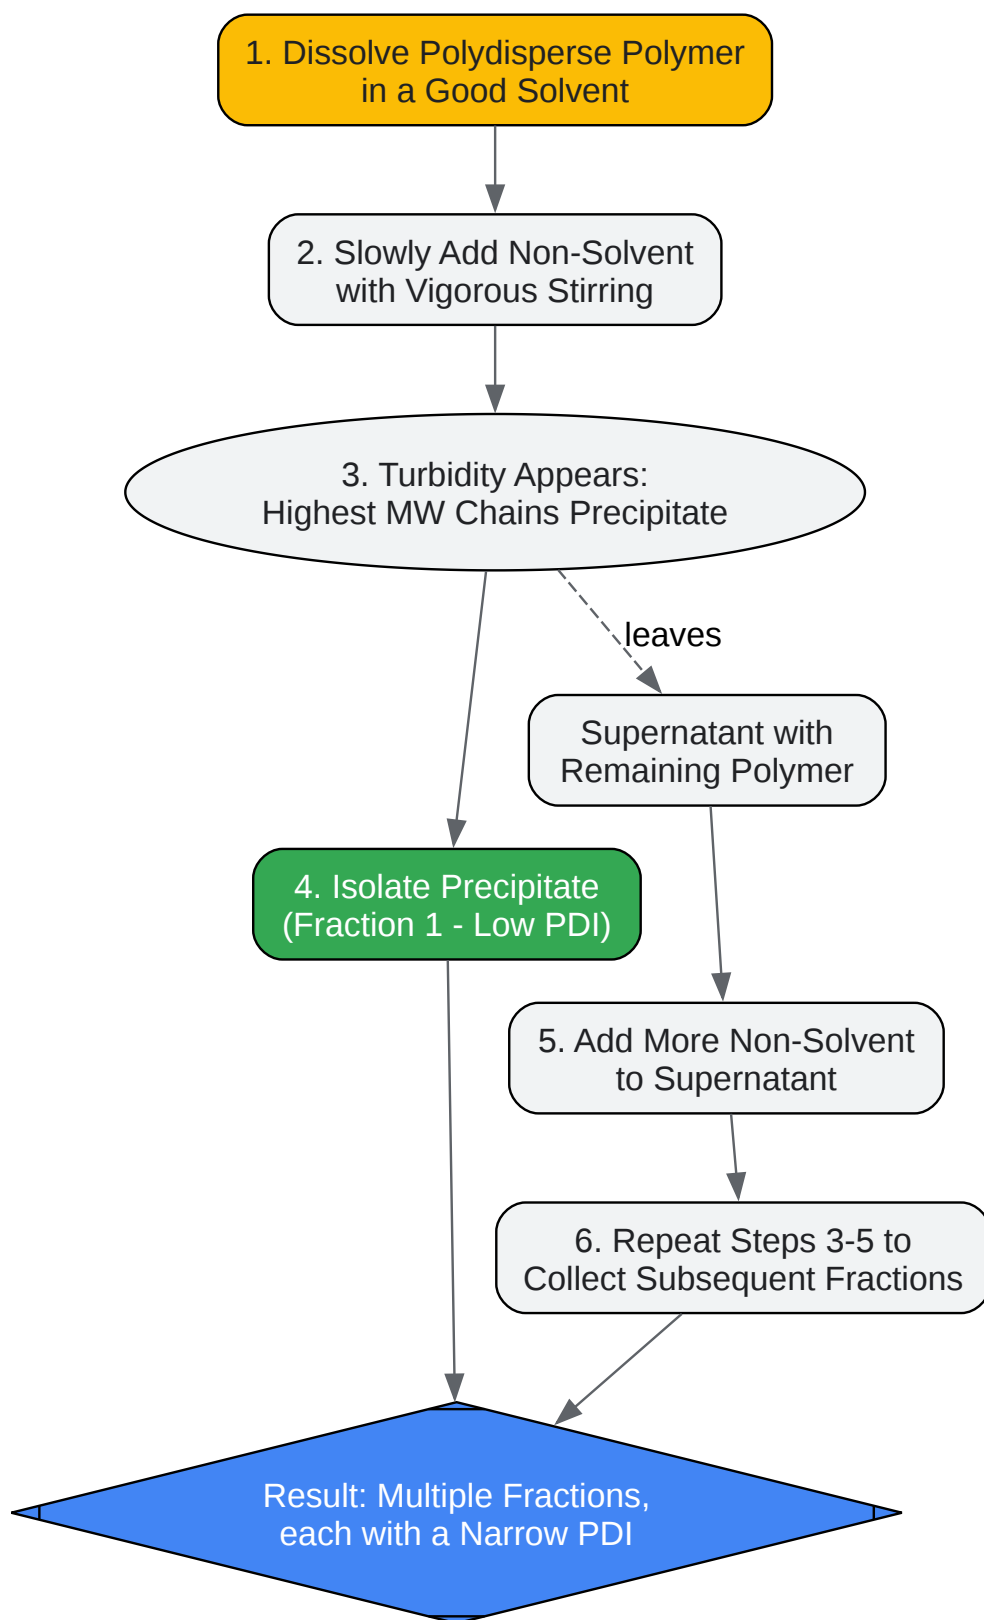 1. Dissolve Polydisperse Polymer
in a Good Solvent
2. Slowly Add Non-Solvent
with Vigorous Stirring
3. Turbidity Appears:
Highest MW Chains Precipitate
leaves
Supernatant with
Remaining Polymer
4. Isolate Precipitate
(Fraction 1 - Low PDI)
5. Add More Non-Solvent
to Supernatant
6. Repeat Steps 3-5 to
Collect Subsequent Fractions
Result: Multiple Fractions,
each with a Narrow PDI